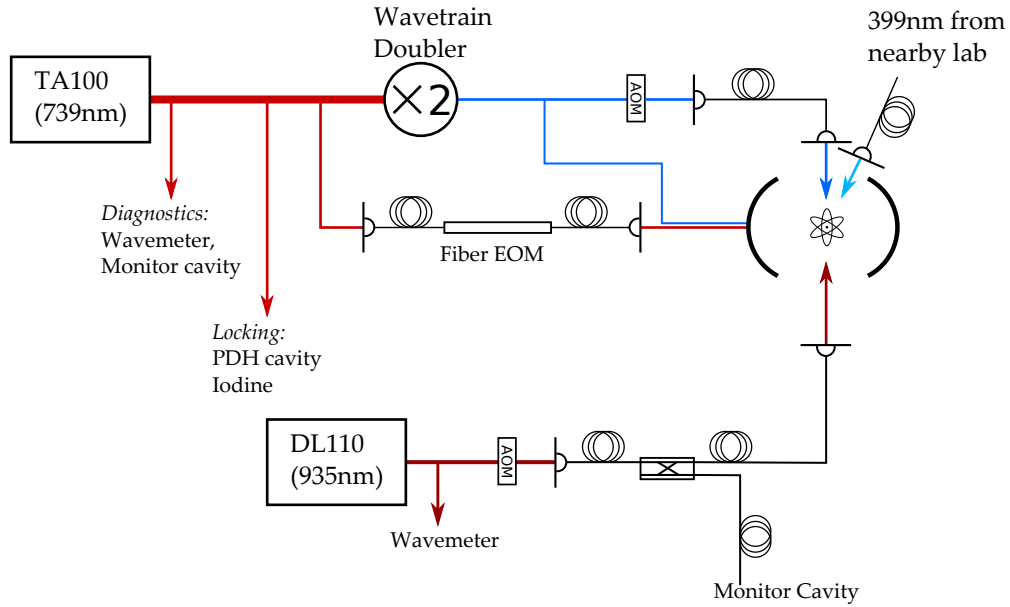 Wavetrain
Doubler
399nm from
nearby lab
TA100
(739nm)
×2
AOM
Diagnostics:
Wavemeter,
Monitor cavity
Fiber EOM
Locking:
PDH cavity
Iodine
DL110
(935nm)
AOM
Wavemeter
Monitor Cavity